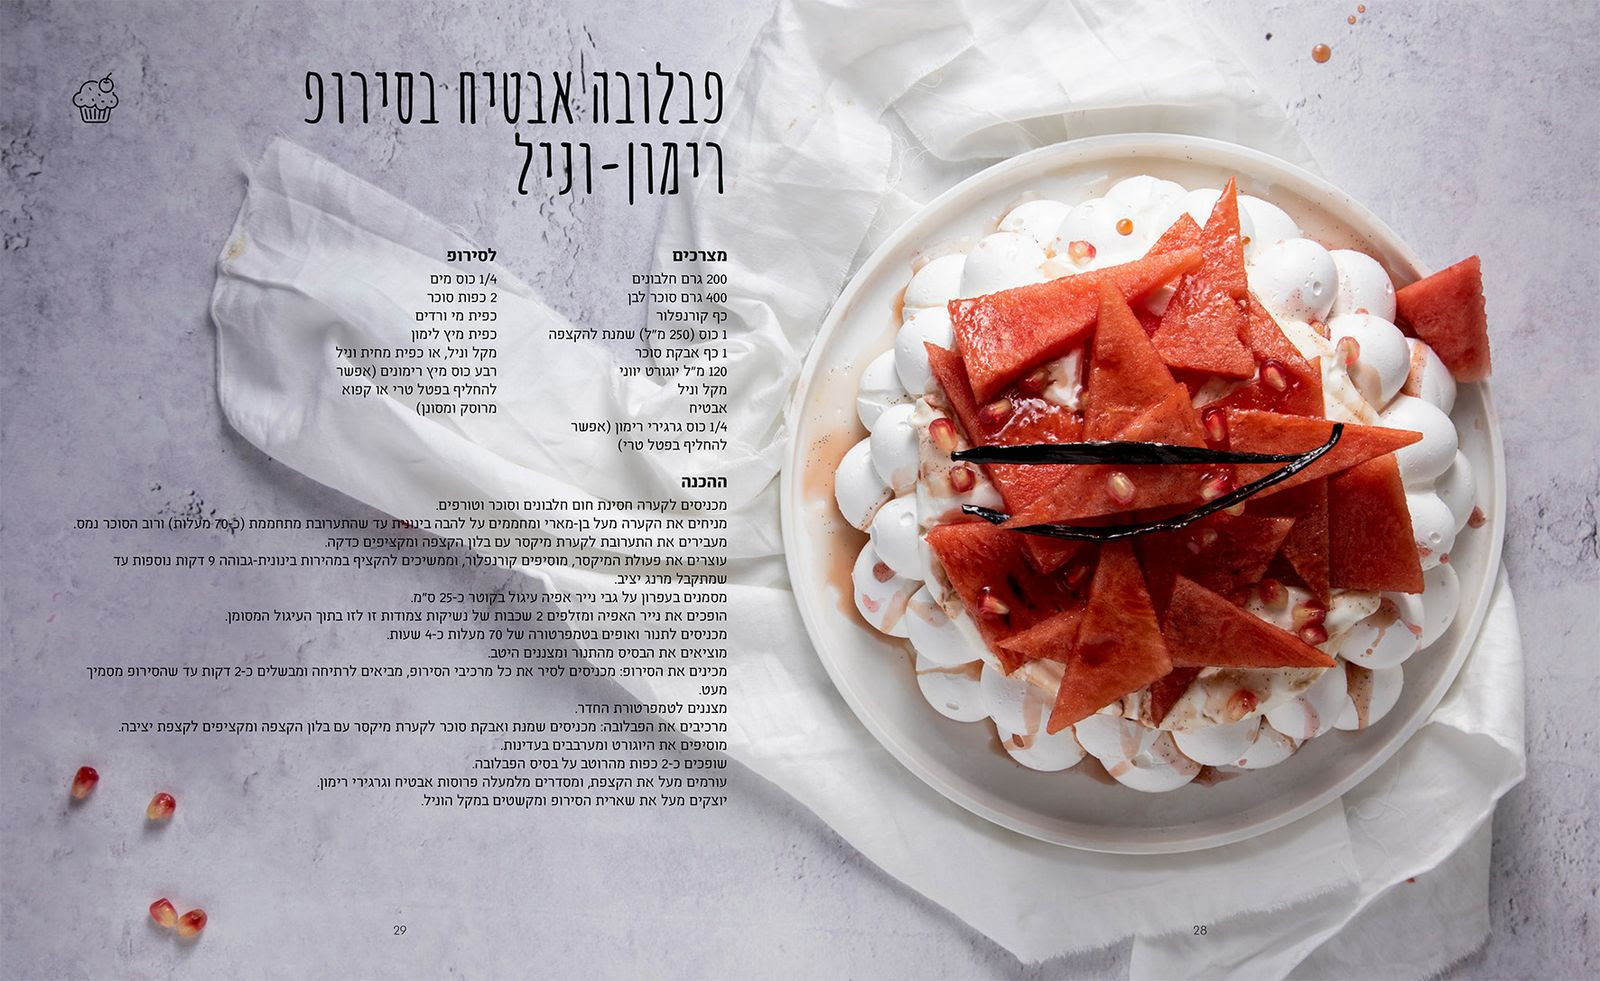 פבלובה אבטיח בסירופ
רימון-וניל
מצרכים
200 גרם חלבונים
400 גרם סוכר לבן
כף קורנפלור
1 כוס (250 מ"ל) שמנת להקצפה
1 כף אבקת סוכר
120 מ"ל יוגורט יווני
מקל וניל
אבטיח
1/4 כוס גרגירי רימון (אפשר
להחליף בפטל טרי)
לסירופ
1/4 כוס מים
2 כפות סוכר
כפית מי ורדים
כפית מיץ לימון
מקל וניל, או כפית מחית וניל
רבע כוס מיץ רימונים (אפשר
להחליף בפטל טרי או קפוא
מרוסק ומסונן)
ההכנה
מכניסים לקערה חסינת חום חלבונים וסוכר וטורפים.
מניחים את הקערה מעל בן-מארי ומחממים על להבה בינונית עד שהתערובת מתחממת (כ-70 מעלות) ורוב הסוכר נמס.
מעבירים את התערובת לקערת מיקסר עם בלון הקצפה ומקציפים כדקה.
עוצרים את פעולת המיקסר, מוסיפים קורנפלור, וממשיכים להקציף במהירות בינונית-גבוהה 9 דקות נוספות עד
שמתקבל מרנג יציב.
מסמנים בעפרון על גבי נייר אפיה עיגול בקוטר כ-25 ס"מ.
הופכים את נייר האפיה ומזלפים 2 שכבות של נשיקות צמודות זו לזו בתוך העיגול המסומן.
מכניסים לתנור ואופים בטמפרטורה של 70 מעלות כ-4 שעות.
מוציאים את הבסיס מהתנור ומצננים היטב.
מכינים את הסירופ: מכניסים לסיר את כל מרכיבי הסירופ, מביאים לרתיחה ומבשלים כ-2 דקות עד שהסירופ מסמיך
מעט.
מצננים לטמפרטורת החדר.
מרכיבים את הפבלובה: מכניסים שמנת ואבקת סוכר לקערת מיקסר עם בלון הקצפה ומקציפים לקצפת יציבה.
מוסיפים את היוגורט ומערבבים בעדינות.
שופכים כ-2 כפות מהרוטב על בסיס הפבלובה.
עורמים מעל את הקצפת, ומסדרים מלמעלה פרוסות אבטיח וגרגירי רימון.
יוצקים מעל את שארית הסירופ ומקשטים במקל הוניל.
28
29